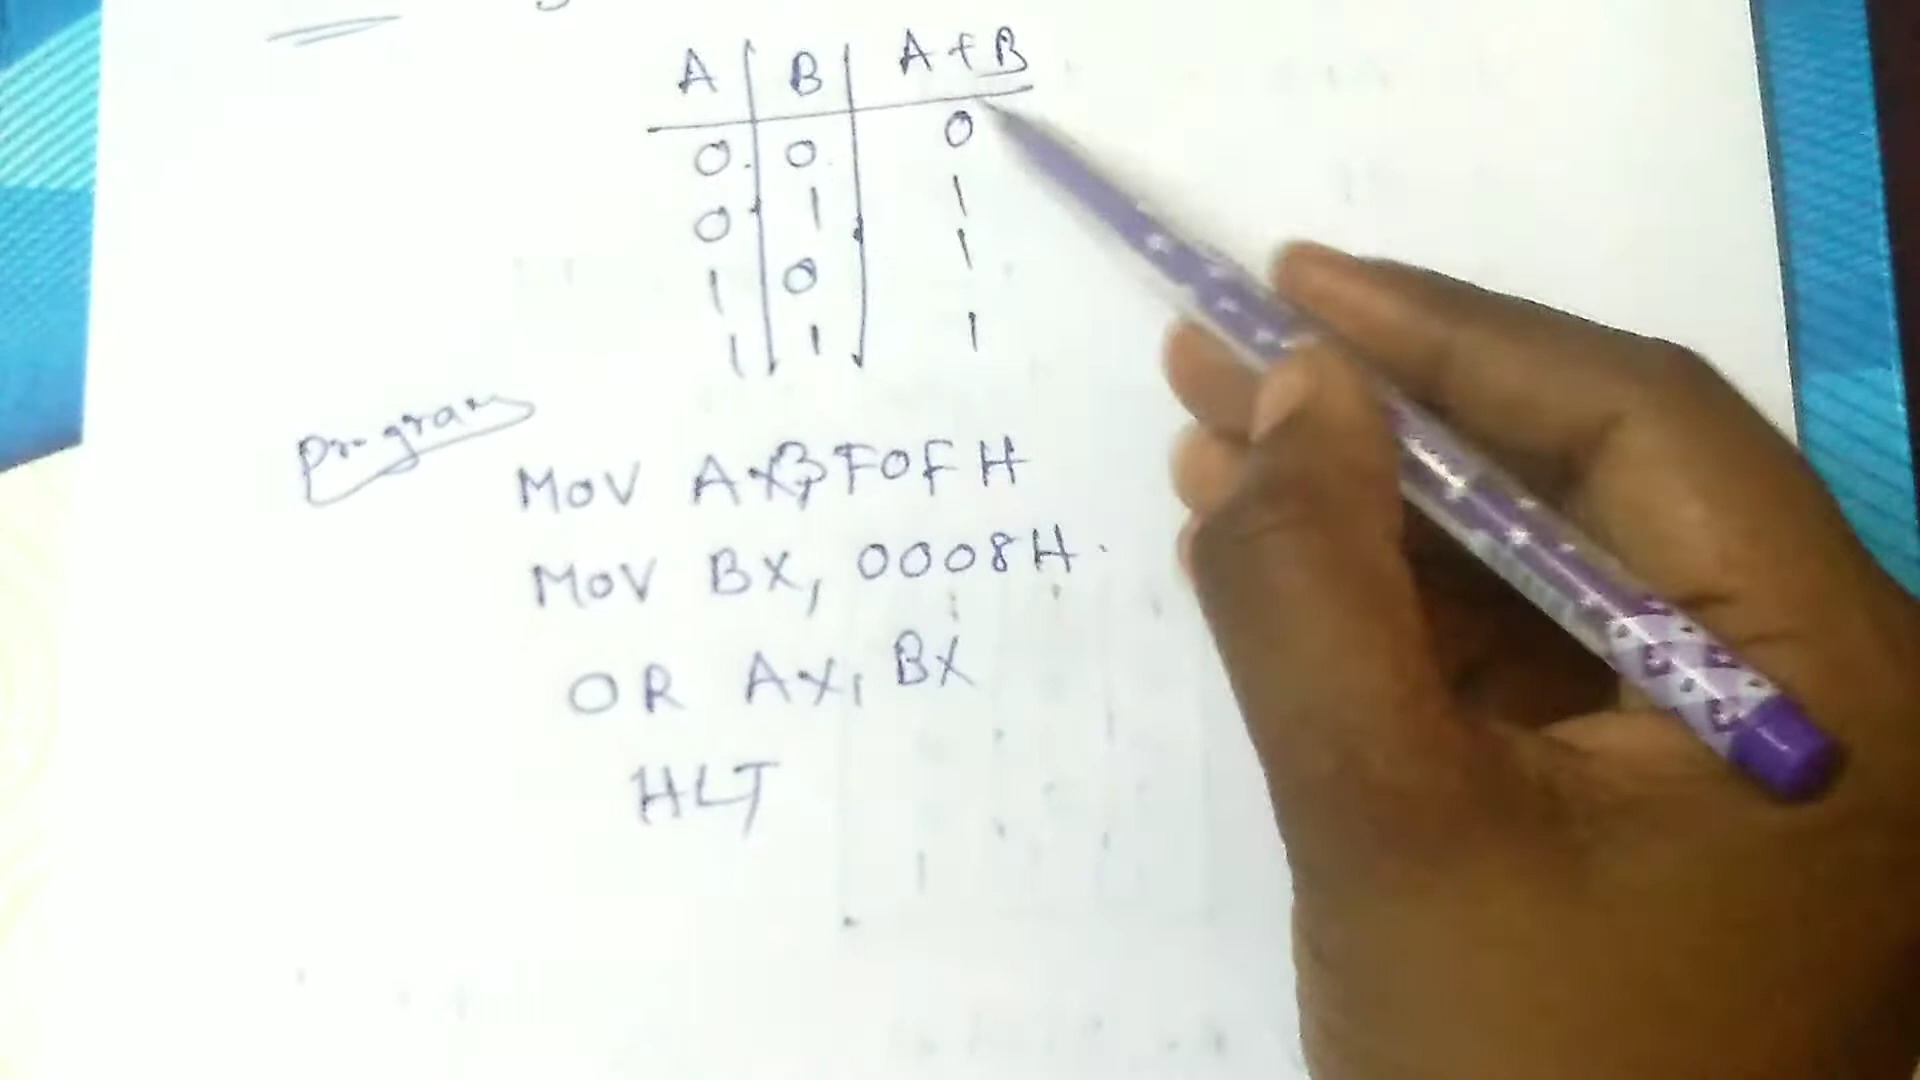 A B A+B
0 0 0
0 1 1
1 0 1
1 1 1
Program
MOV AX, 3F0FH
MOV BX, 0008H.
OR AX, BX
HLT